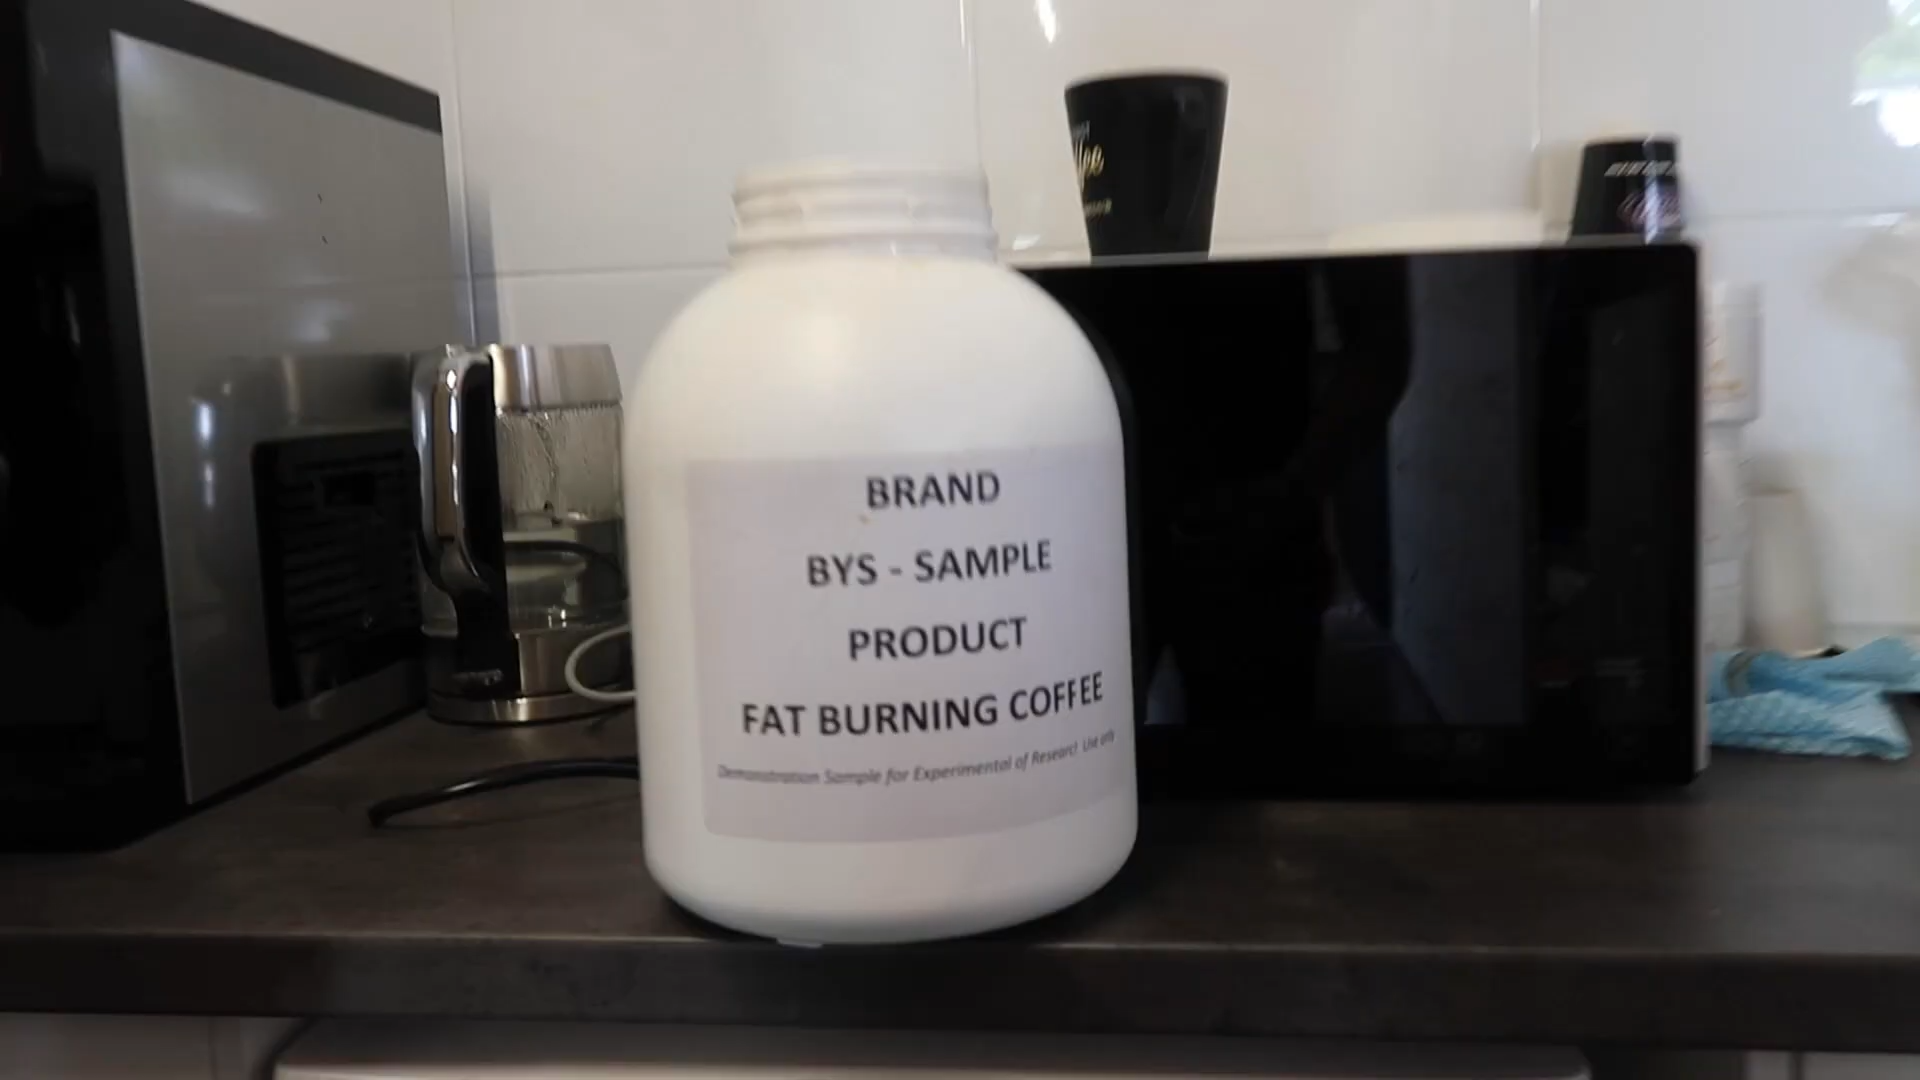 BRAND
BYS - SAMPLE
PRODUCT
FAT BURNING COFFEE
Demonstration Sample for Experimental of Research Use only